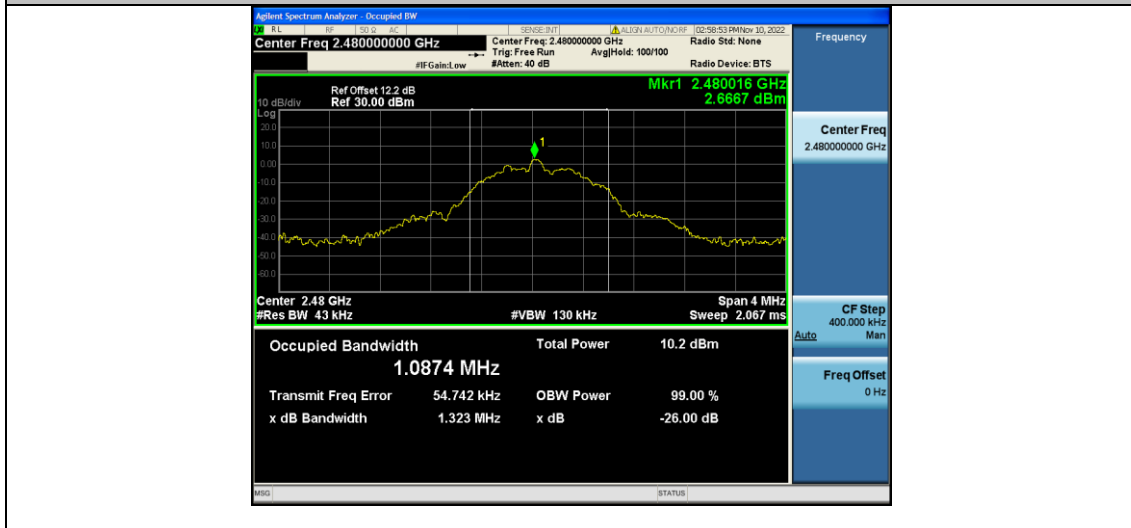 Agilent Spectrum Analyzer - Occupied BW
RL RF 50 Ω AC SENSE:INT ALIGN AUTO/NO RF 02:58:53 PM Nov 10, 2022
Center Freq 2.480000000 GHz
Center Freq: 2.480000000 GHz
Radio Std: None
Trig: Free Run Avg|Hold: 100/100
#IFGain:Low #Atten: 40 dB Radio Device: BTS
Frequency
Mkr1 2.480016 GHz
2.6667 dBm
Ref Offset 12.2 dB
10 dB/div Ref 30.00 dBm
Log
20.0
10.0
0.00
-10.0
-20.0
-30.0
-40.0
-50.0
-60.0
1
Center 2.48 GHz Span 4 MHz
#Res BW 43 kHz #VBW 130 kHz Sweep 2.067 ms
Center Freq
2.480000000 GHz
CF Step
400.000 kHz
Auto Man
Freq Offset
0 Hz
Occupied Bandwidth Total Power 10.2 dBm
1.0874 MHz
Transmit Freq Error 54.742 kHz OBW Power 99.00 %
x dB Bandwidth 1.323 MHz x dB -26.00 dB
MSG STATUS